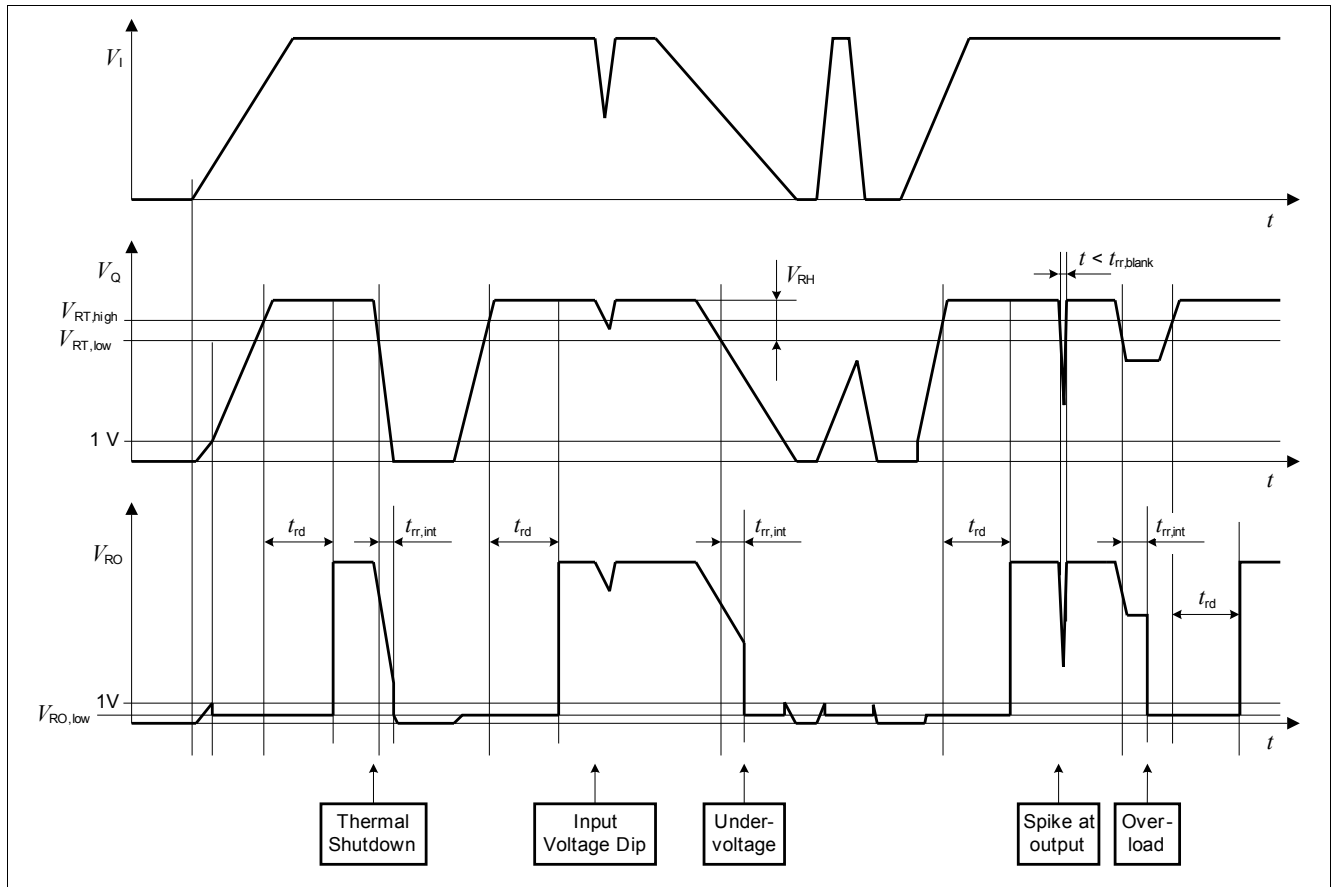 V_I
t
V_Q
V_RH
t < t_rr,blank
V_RT,high
V_RT,low
1 V
t
t_rd
t_rr,int
t_rd
t_rr,int
t_rd
t_rr,int
V_RO
t_rd
1V
V_RO,low
t
Thermal
Shutdown
Input
Voltage Dip
Under-
voltage
Spike at
output
Over-
load